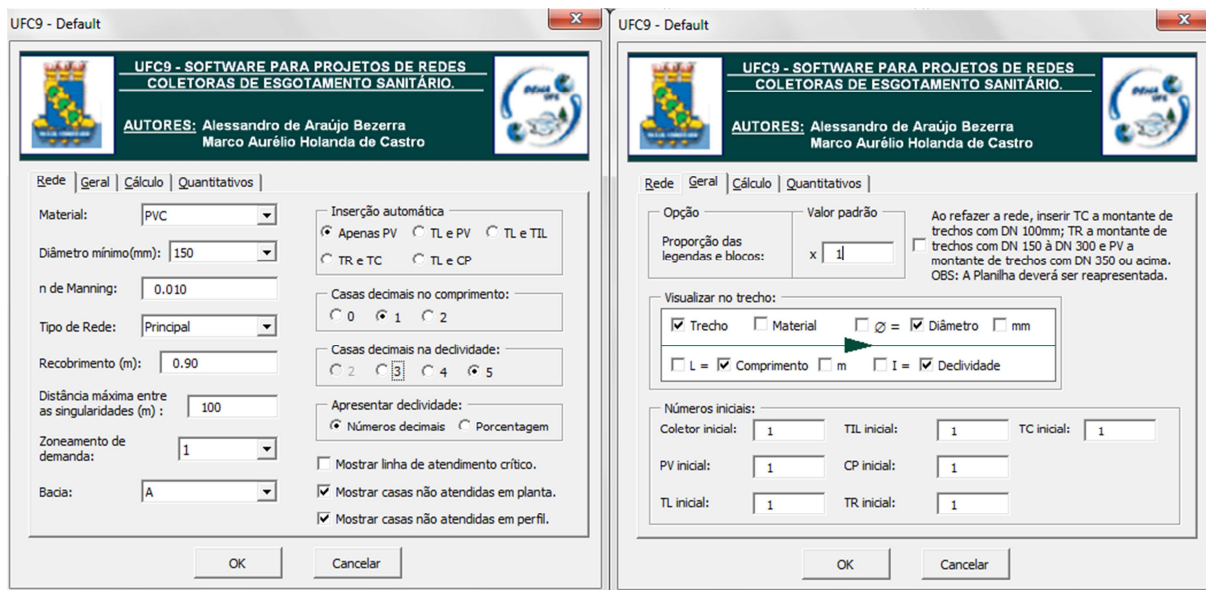 UFC9 - Default
UFC9 - SOFTWARE PARA PROJETOS DE REDES
COLETORAS DE ESGOTAMENTO SANITÁRIO.
AUTORES: Alessandro de Araújo Bezerra
Marco Aurélio Holanda de Castro
Rede Geral Cálculo Quantitativos
Material: PVC
Diâmetro mínimo(mm): 150
n de Manning: 0.010
Tipo de Rede: Principal
Recobrimento (m): 0.90
Distância máxima entre
as singularidades (m) : 100
Zoneamento de
demanda: 1
Bacia: A
Inserção automática
Apenas PV TL e PV TL e TIL
TR e TC TL e CP
Casas decimais no comprimento:
0 1 2
Casas decimais na declividade:
2 3 4 5
Apresentar declividade:
Números decimais Porcentagem
Mostrar linha de atendimento crítico.
Mostrar casas não atendidas em planta.
Mostrar casas não atendidas em perfil.
OK Cancelar
UFC9 - Default
UFC9 - SOFTWARE PARA PROJETOS DE REDES
COLETORAS DE ESGOTAMENTO SANITÁRIO.
AUTORES: Alessandro de Araújo Bezerra
Marco Aurélio Holanda de Castro
Rede Geral Cálculo Quantitativos
Opção Valor padrão
Proporção das
legendas e blocos: x 1
Ao refazer a rede, inserir TC a montante de
trechos com DN 100mm; TR a montante de
trechos com DN 150 à DN 300 e PV a
montante de trechos com DN 350 ou acima.
OBS: A Planilha deverá ser reapresentada.
Visualizar no trecho:
Trecho Material Ø = Diâmetro mm
L = Comprimento m I = Declividade
Números iniciais:
Coletor inicial: 1 TIL inicial: 1 TC inicial: 1
PV inicial: 1 CP inicial: 1
TL inicial: 1 TR inicial: 1
OK Cancelar